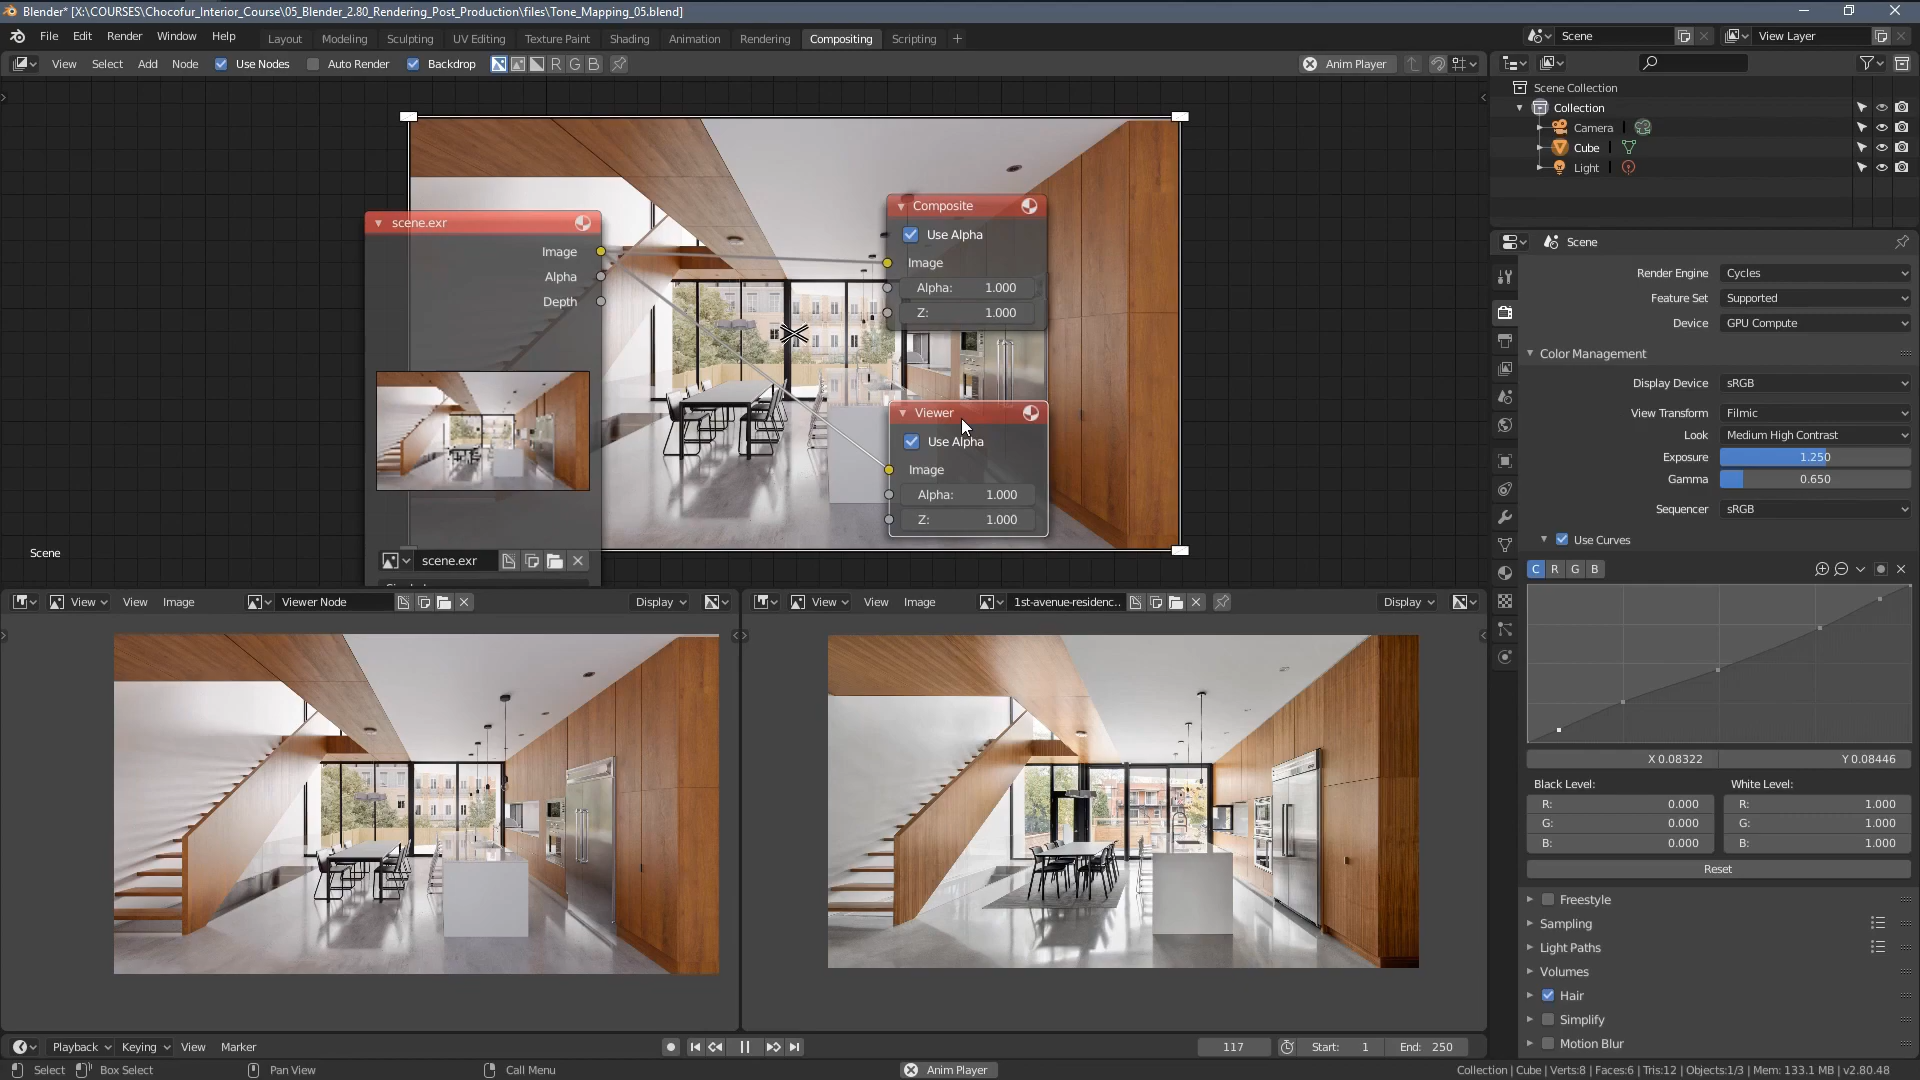 Blender* [X:\COURSES\Chocofur_Interior_Course\05_Blender_2.80_Rendering_Post_Production\files\Tone_Mapping_05.blend]
File Edit Render Window Help Layout Modeling Sculpting UV Editing Texture Paint Shading Animation Rendering Compositing Scripting + Scene View Layer
View Select Add Node Use Nodes Auto Render Backdrop R G B Anim Player
Scene Collection
Collection
Camera
Cube
Light
scene.exr
Image
Alpha
Depth
scene.exr
Composite
Use Alpha
Image
Alpha: 1.000
Z: 1.000
Viewer
Use Alpha
Image
Alpha: 1.000
Z: 1.000
Scene
Scene
Render Engine Cycles
Feature Set Supported
Device GPU Compute
Color Management
Display Device sRGB
View Transform Filmic
Look Medium High Contrast
Exposure 1.250
Gamma 0.650
Sequencer sRGB
Use Curves
C R G B
X 0.08322 Y 0.08446
Black Level: White Level:
R: 0.000 R: 1.000
G: 0.000 G: 1.000
B: 0.000 B: 1.000
Reset
Freestyle
Sampling
Light Paths
Volumes
Hair
Simplify
Motion Blur
View View Image Viewer Node Display
View View Image 1st-avenue-residenc.. Display
Playback Keying View Marker 117 Start: 1 End: 250
Select Box Select Pan View Call Menu Anim Player Collection | Cube | Verts:8 | Faces:6 | Tris:12 | Objects:1/3 | Mem: 133.1 MB | v2.80.48